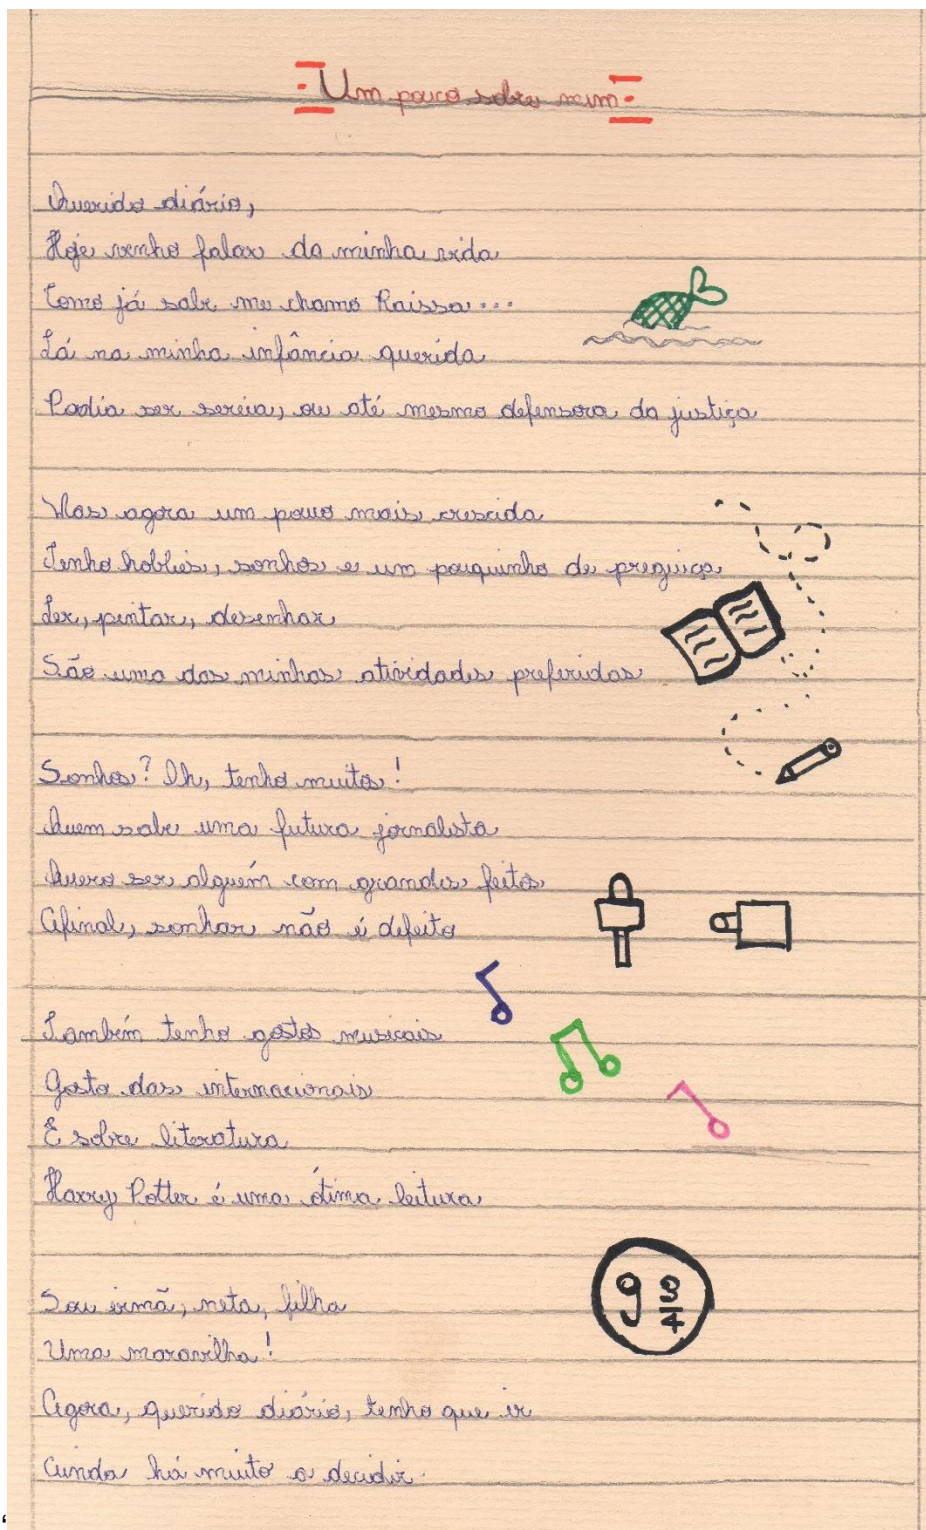 Um pouco sobre mim
Querido diário,
Hoje venho falar da minha vida
Como já sabe me chamo Raissa...
Lá na minha infância querida
Podia ser sereia, ou até mesmo defensora da justiça
Mas agora um pouco mais crescida
Tenho hobbies, sonhos e um pouquinho de preguiça
Ler, pintar, desenhar
São uma das minhas atividades preferidas
Sonhos? Ih, tenho muitos!
Quem sabe uma futura jornalista
Quero ser alguém com grandes feitos
Afinal, sonhar não é defeito
Também tenho gostos musicais
Gosto das internacionais
E sobre literatura
Harry Potter é uma ótima leitura
9 3/4
Sou irmã, neta, filha
Uma maravilha!
Agora, querido diário, tenho que ir
Ainda há muito a decidir.